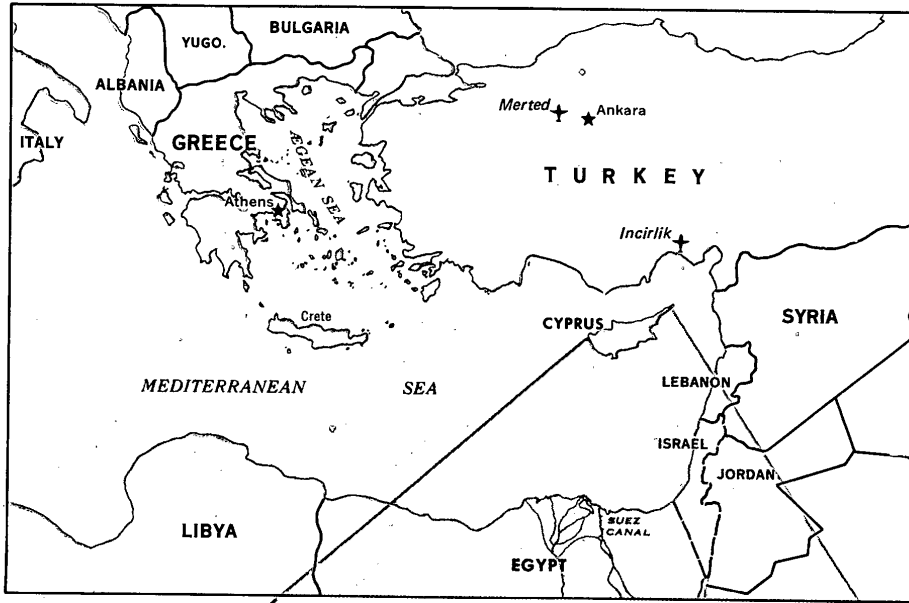 BULGARIA
YUGO.
ALBANIA
Merted
Ankara
ITALY
GREECE
ÆGEAN SEA
TURKEY
Athens
Incirlik
Crete
CYPRUS
SYRIA
MEDITERRANEAN SEA
LEBANON
ISRAEL
JORDAN
LIBYA
SUEZ
CANAL
EGYPT